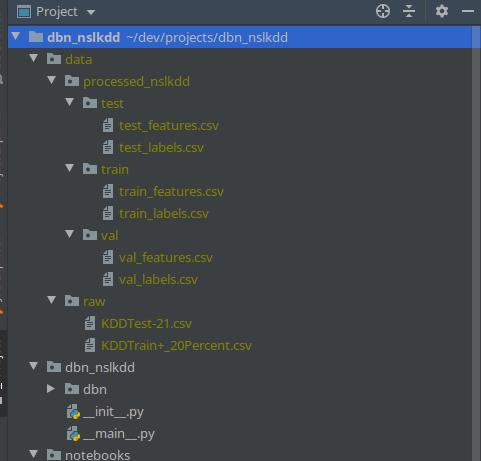 Project
dbn_nslkdd ~/dev/projects/dbn_nslkdd
data
processed_nslkdd
test
test_features.csv
test_labels.csv
train
train_features.csv
train_labels.csv
val
val_features.csv
val_labels.csv
raw
KDDTest-21.csv
KDDTrain+_20Percent.csv
dbn_nslkdd
dbn
__init__.py
__main__.py
notebooks